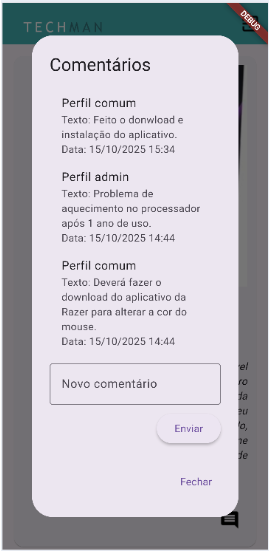 TECHMAN
DEBUG
Comentários
Perfil comum
Texto: Feito o donwload e
instalação do aplicativo.
Data: 15/10/2025 15:34
Perfil admin
Texto: Problema de
aquecimento no processador
após 1 ano de uso.
Data: 15/10/2025 14:44
Perfil comum
Texto: Deverá fazer o
download do aplicativo da
Razer para alterar a cor do
mouse.
Data: 15/10/2025 14:44
Novo comentário
Enviar
Fechar